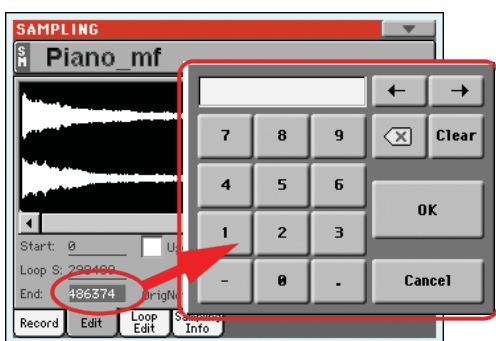 SAMPLING
SM Piano_mf
← →
7 8 9 Clear
4 5 6
OK
1 2 3
- 0 . Cancel
Start: 0
Loop S:
End: 486374 OrigNo
Record Edit Loop Edit Sampling Info